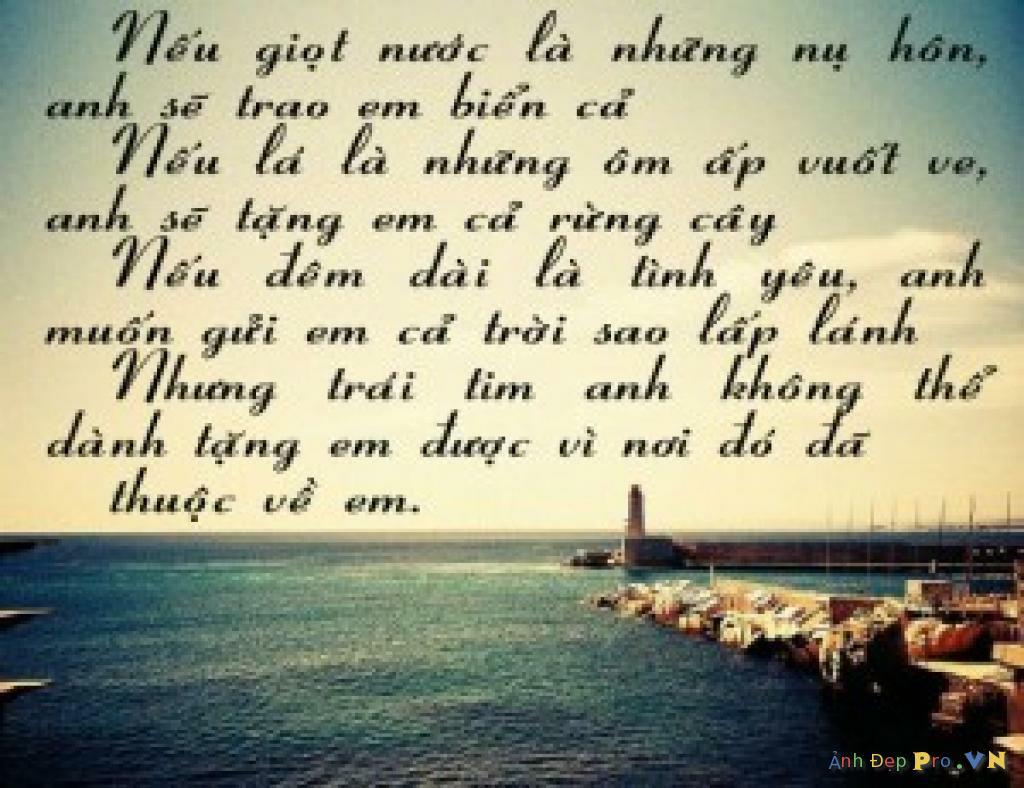 Nếu giọt nước là những nụ hôn,
anh sẽ trao em biển cả
Nếu lá là những ôm ấp vuốt ve,
anh sẽ tặng em cả rừng cây
Nếu đêm dài là tình yêu, anh
muốn gửi em cả trời sao lấp lánh
Nhưng trái tim anh không thể
dành tặng em được vì nơi đó đã
thuộc về em.
Ảnh Đẹp Pro.VN